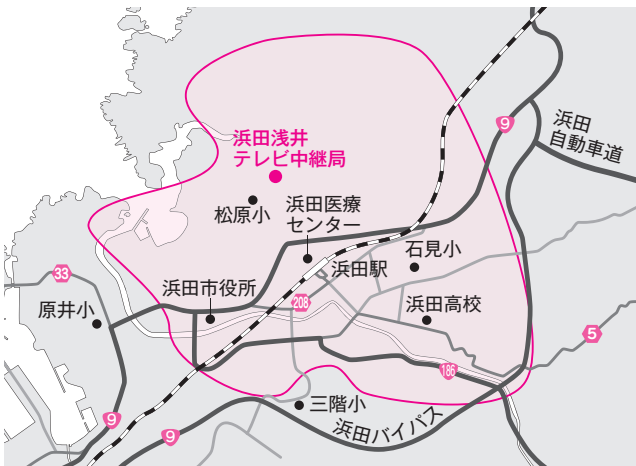 9
浜田
自動車道
浜田浅井
テレビ中継局
松原小
浜田医療
センター
石見小
浜田駅
33
浜田市役所
208
原井小
浜田高校
5
186
三階小
浜田バイパス
9
9